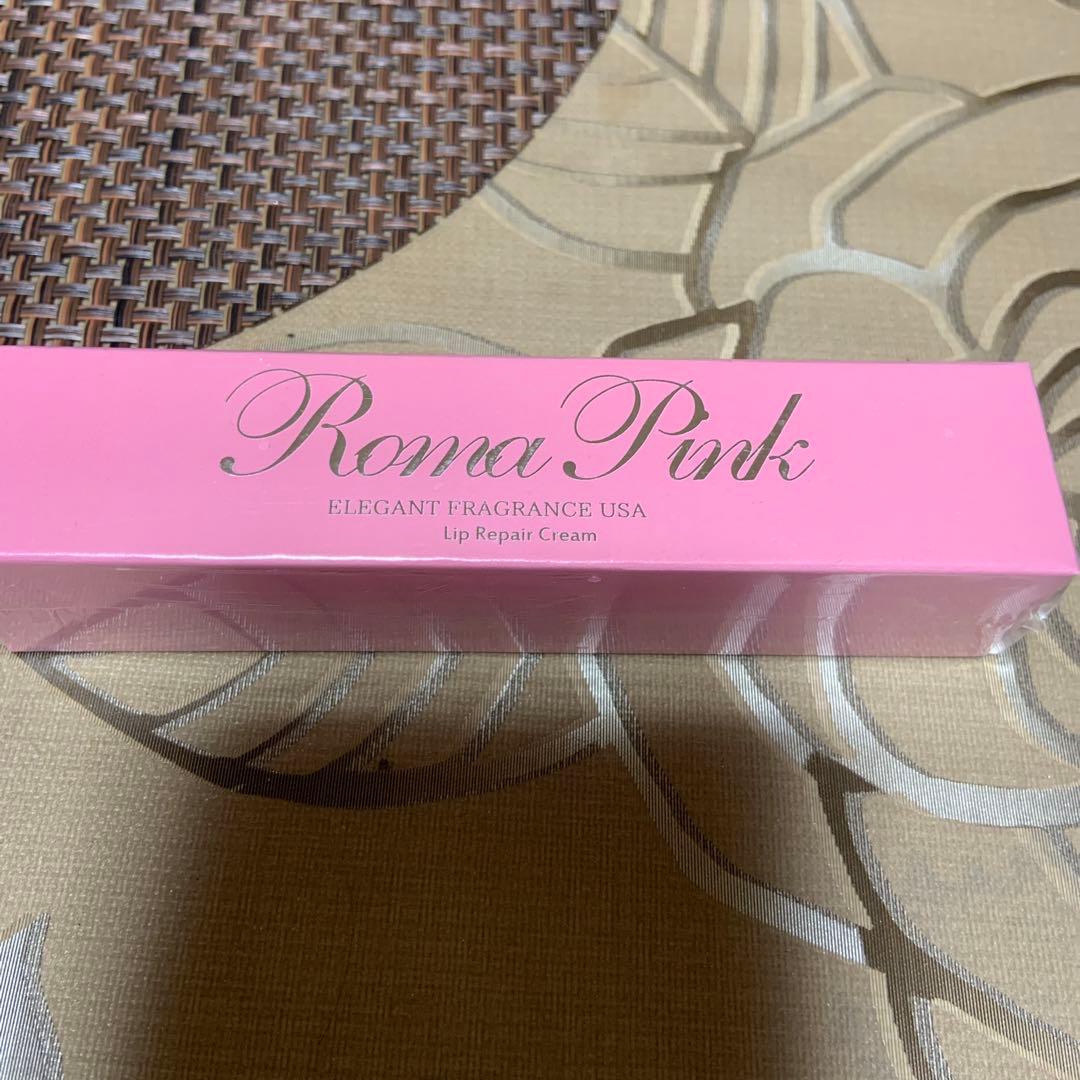 Roma Pink
ELEGANT FRAGRANCE USA
Lip Repair Cream